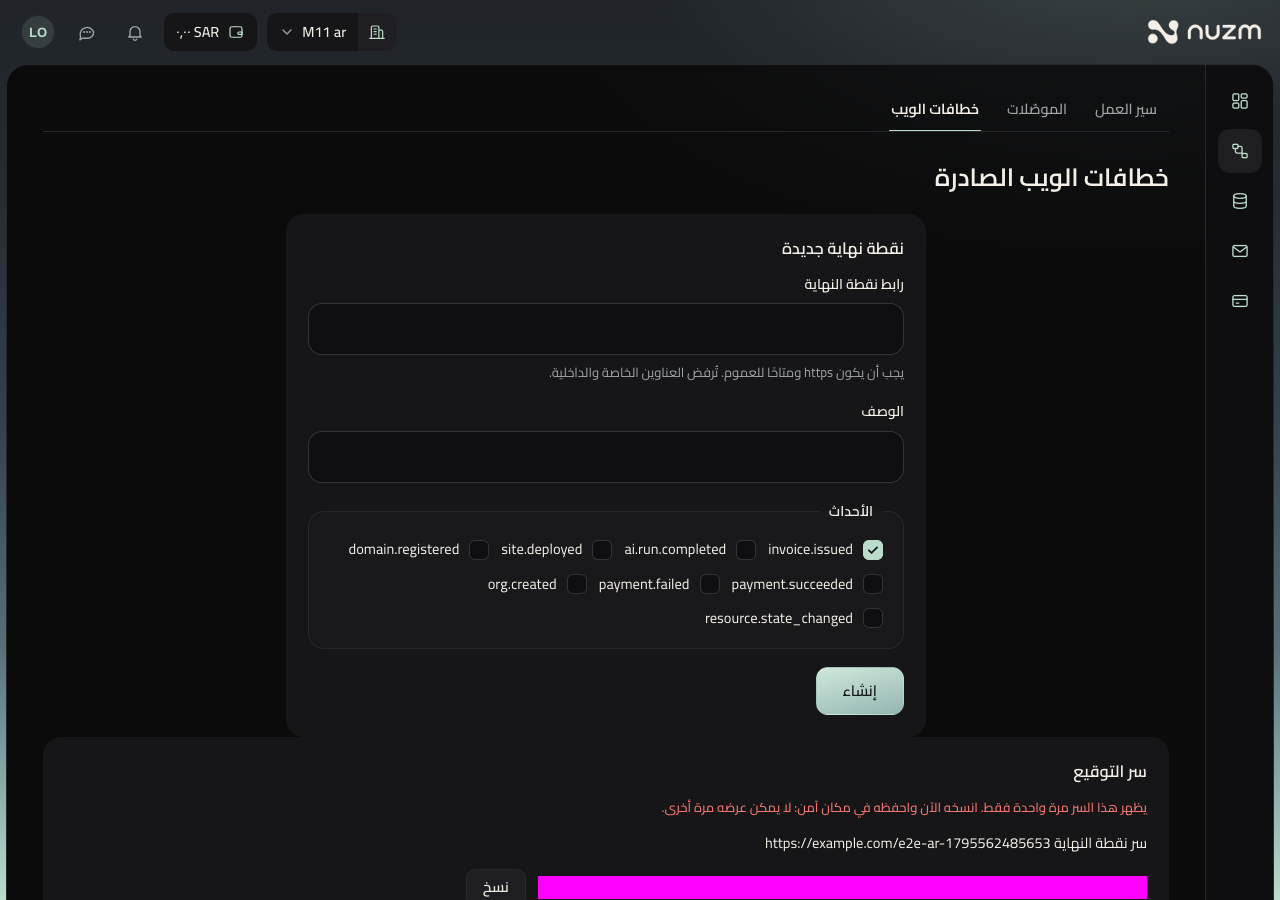 nuzm
M11 ar
٠,٠٠ SAR
LO
سير العمل
الموصّلات
خطافات الويب
خطافات الويب الصادرة
نقطة نهاية جديدة
رابط نقطة النهاية
يجب أن يكون https ومتاحًا للعموم. تُرفض العناوين الخاصة والداخلية.
الوصف
الأحداث
invoice.issued ai.run.completed site.deployed domain.registered
payment.succeeded payment.failed org.created
resource.state_changed
إنشاء
سر التوقيع
يظهر هذا السر مرة واحدة فقط. انسخه الآن واحفظه في مكان آمن: لا يمكن عرضه مرة أخرى.
سر نقطة النهاية https://example.com/e2e-ar-1795562485653
نسخ